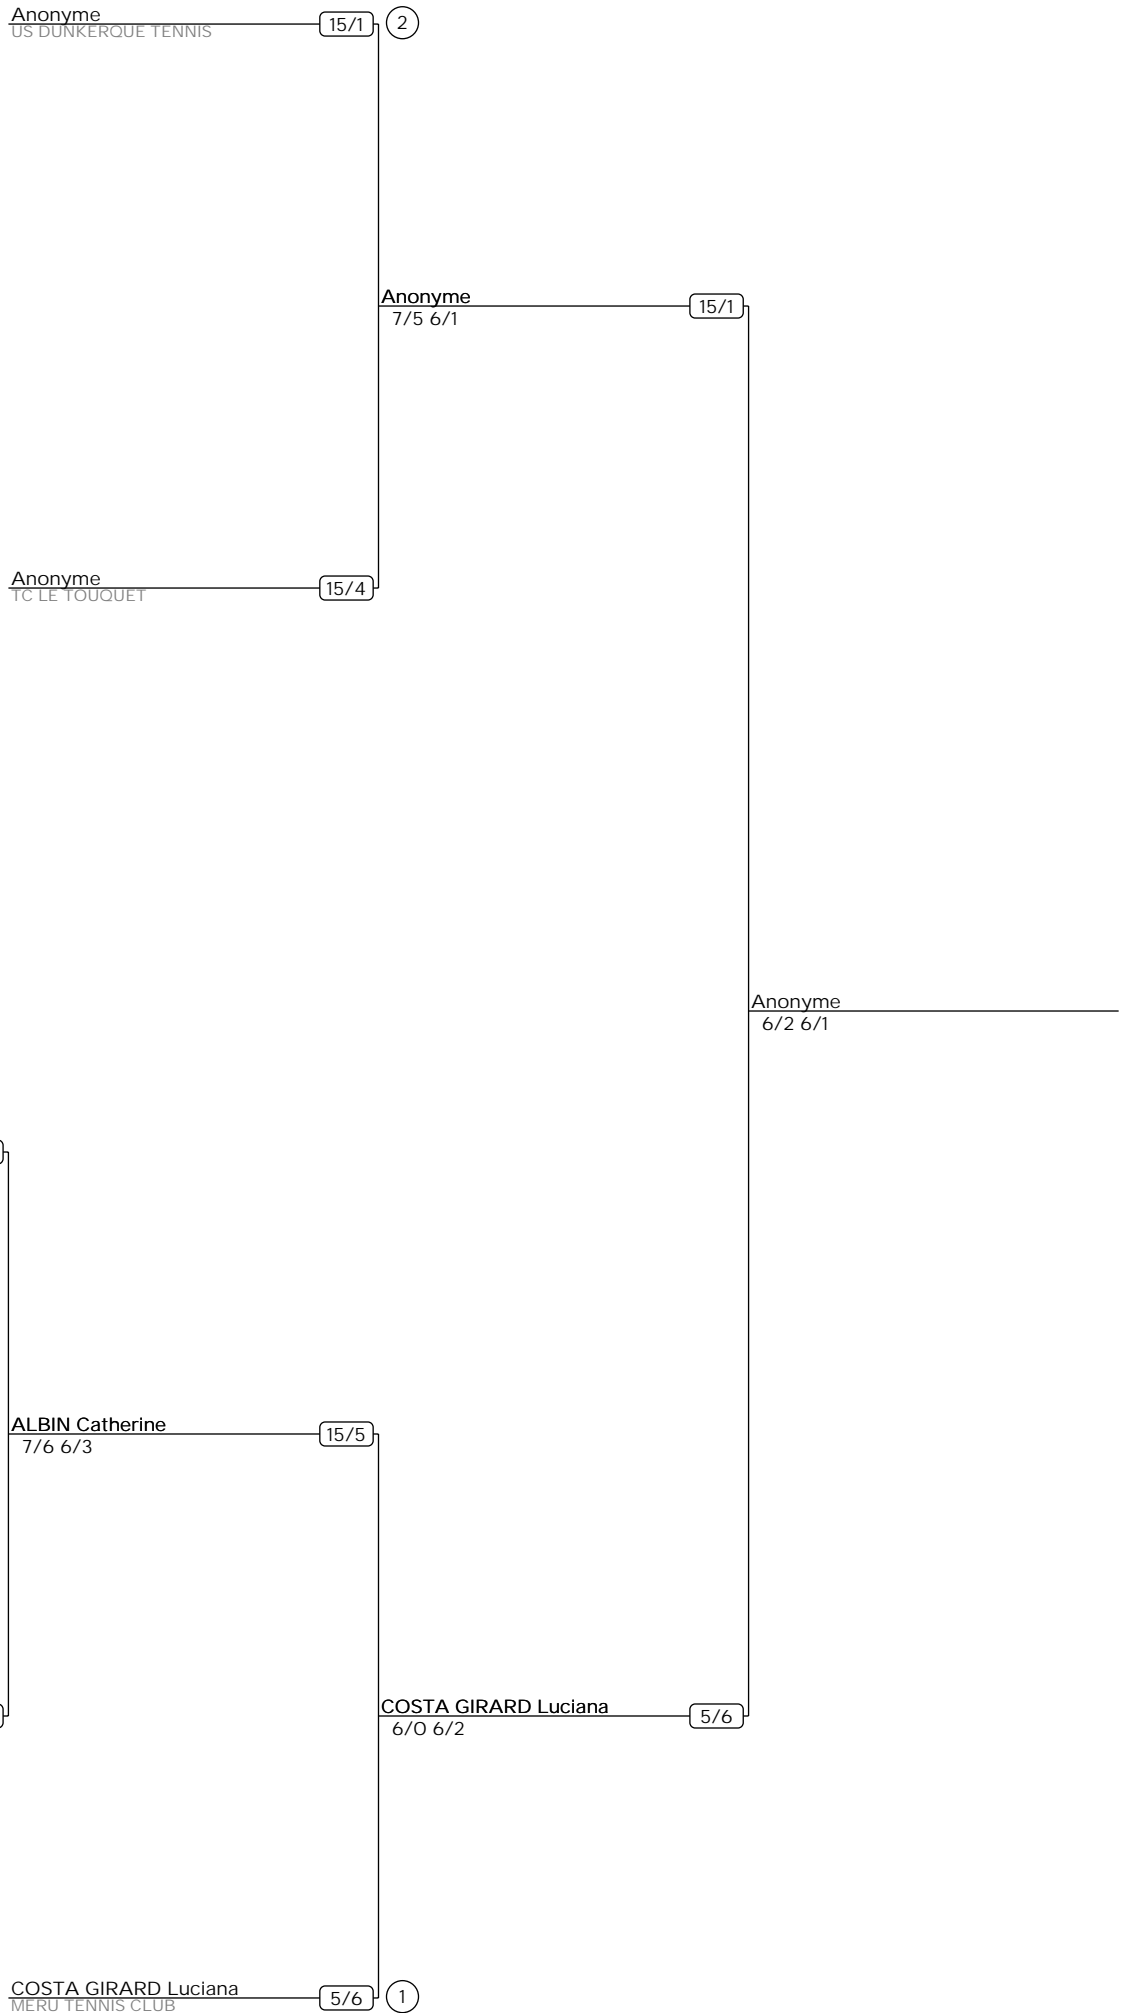 Anonyme
15/1
2
US DUNKERQUE TENNIS
Anonyme
15/1
7/5 6/1
Anonyme
15/4
TC LE TOUQUET
Anonyme
6/2 6/1
ALBIN Catherine
15/5
7/6 6/3
COSTA GIRARD Luciana
5/6
6/0 6/2
COSTA GIRARD Luciana
5/6
1
MERU TENNIS CLUB